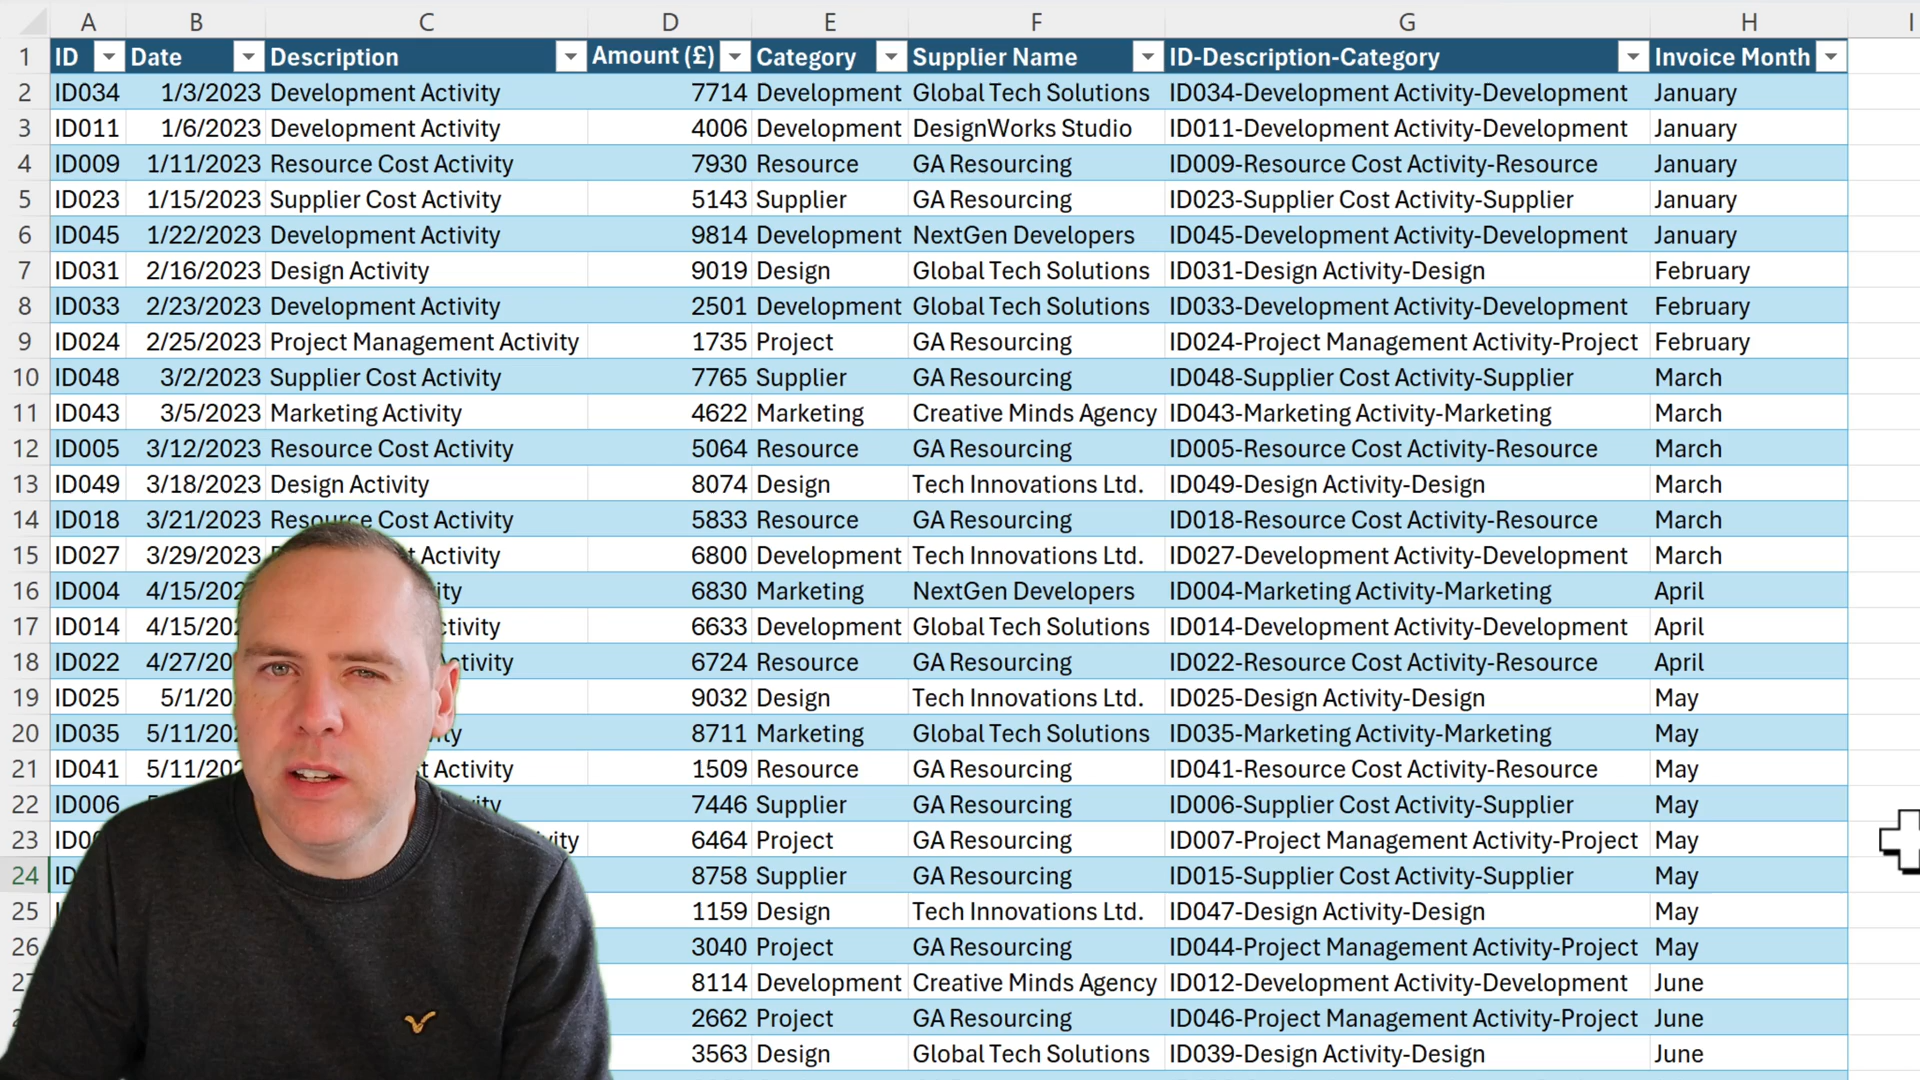 A B C D E F G H I
1 ID Date Description Amount (£) Category Supplier Name ID-Description-Category Invoice Month
2 ID034 1/3/2023 Development Activity 7714 Development Global Tech Solutions ID034-Development Activity-Development January
3 ID011 1/6/2023 Development Activity 4006 Development DesignWorks Studio ID011-Development Activity-Development January
4 ID009 1/11/2023 Resource Cost Activity 7930 Resource GA Resourcing ID009-Resource Cost Activity-Resource January
5 ID023 1/15/2023 Supplier Cost Activity 5143 Supplier GA Resourcing ID023-Supplier Cost Activity-Supplier January
6 ID045 1/22/2023 Development Activity 9814 Development NextGen Developers ID045-Development Activity-Development January
7 ID031 2/16/2023 Design Activity 9019 Design Global Tech Solutions ID031-Design Activity-Design February
8 ID033 2/23/2023 Development Activity 2501 Development Global Tech Solutions ID033-Development Activity-Development February
9 ID024 2/25/2023 Project Management Activity 1735 Project GA Resourcing ID024-Project Management Activity-Project February
10 ID048 3/2/2023 Supplier Cost Activity 7765 Supplier GA Resourcing ID048-Supplier Cost Activity-Supplier March
11 ID043 3/5/2023 Marketing Activity 4622 Marketing Creative Minds Agency ID043-Marketing Activity-Marketing March
12 ID005 3/12/2023 Resource Cost Activity 5064 Resource GA Resourcing ID005-Resource Cost Activity-Resource March
13 ID049 3/18/2023 Design Activity 8074 Design Tech Innovations Ltd. ID049-Design Activity-Design March
14 ID018 3/21/2023 Resource Cost Activity 5833 Resource GA Resourcing ID018-Resource Cost Activity-Resource March
15 ID027 3/29/2023 Activity 6800 Development Tech Innovations Ltd. ID027-Development Activity-Development March
16 ID004 4/15/202 6830 Marketing NextGen Developers ID004-Marketing Activity-Marketing April
17 ID014 4/15/202 6633 Development Global Tech Solutions ID014-Development Activity-Development April
18 ID022 4/27/20 6724 Resource GA Resourcing ID022-Resource Cost Activity-Resource April
19 ID025 5/1/20 9032 Design Tech Innovations Ltd. ID025-Design Activity-Design May
20 ID035 5/11/202 8711 Marketing Global Tech Solutions ID035-Marketing Activity-Marketing May
21 ID041 5/11/202 Activity 1509 Resource GA Resourcing ID041-Resource Cost Activity-Resource May
22 ID006 7446 Supplier GA Resourcing ID006-Supplier Cost Activity-Supplier May
23 6464 Project GA Resourcing ID007-Project Management Activity-Project May
24 8758 Supplier GA Resourcing ID015-Supplier Cost Activity-Supplier May
25 1159 Design Tech Innovations Ltd. ID047-Design Activity-Design May
26 3040 Project GA Resourcing ID044-Project Management Activity-Project May
8114 Development Creative Minds Agency ID012-Development Activity-Development June
2662 Project GA Resourcing ID046-Project Management Activity-Project June
3563 Design Global Tech Solutions ID039-Design Activity-Design June